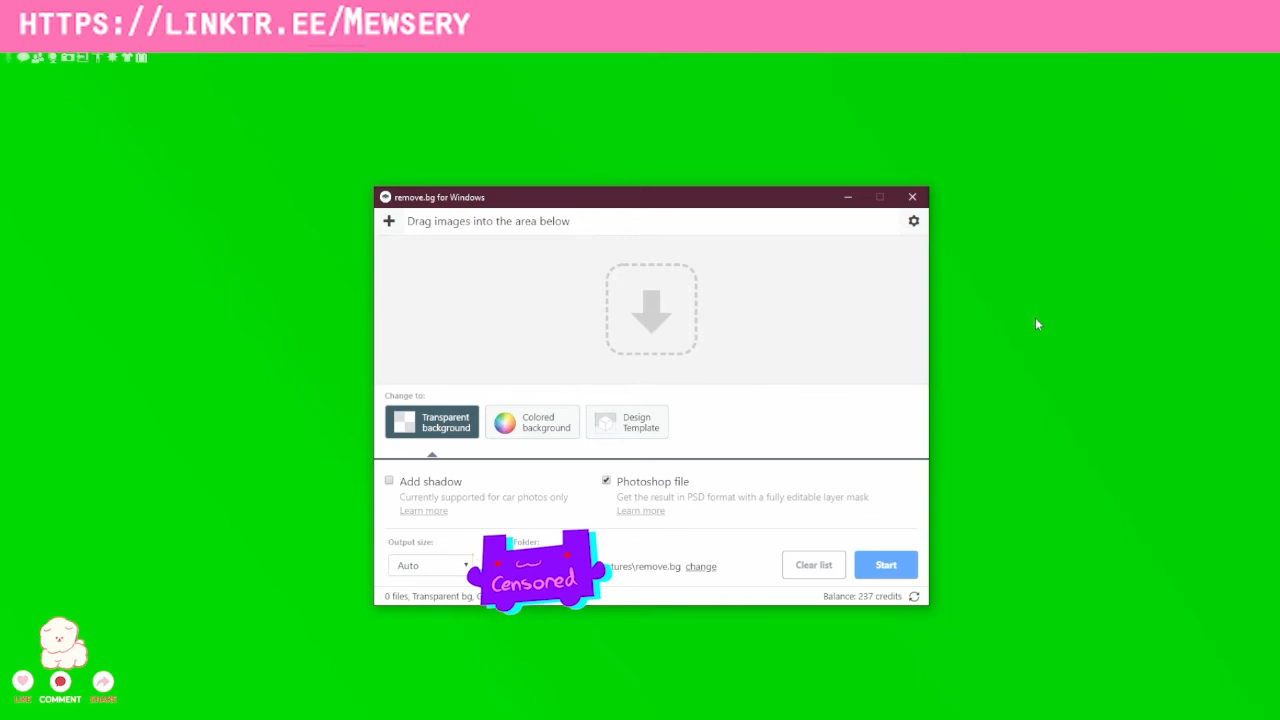 HTTPS://LINKTR.EE/MEWSERY
remove.bg for Windows
Drag images into the area below
Change to:
Transparent background
Colored background
Design Template
Add shadow
Currently supported for car photos only
Learn more
Photoshop file
Get the result in PSD format with a fully editable layer mask
Learn more
Output size:
Folder:
Auto
Censored
tures\remove.bg change
Clear list
Start
0 files, Transparent bg,
Balance: 237 credits
LIKE
COMMENT
SHARE